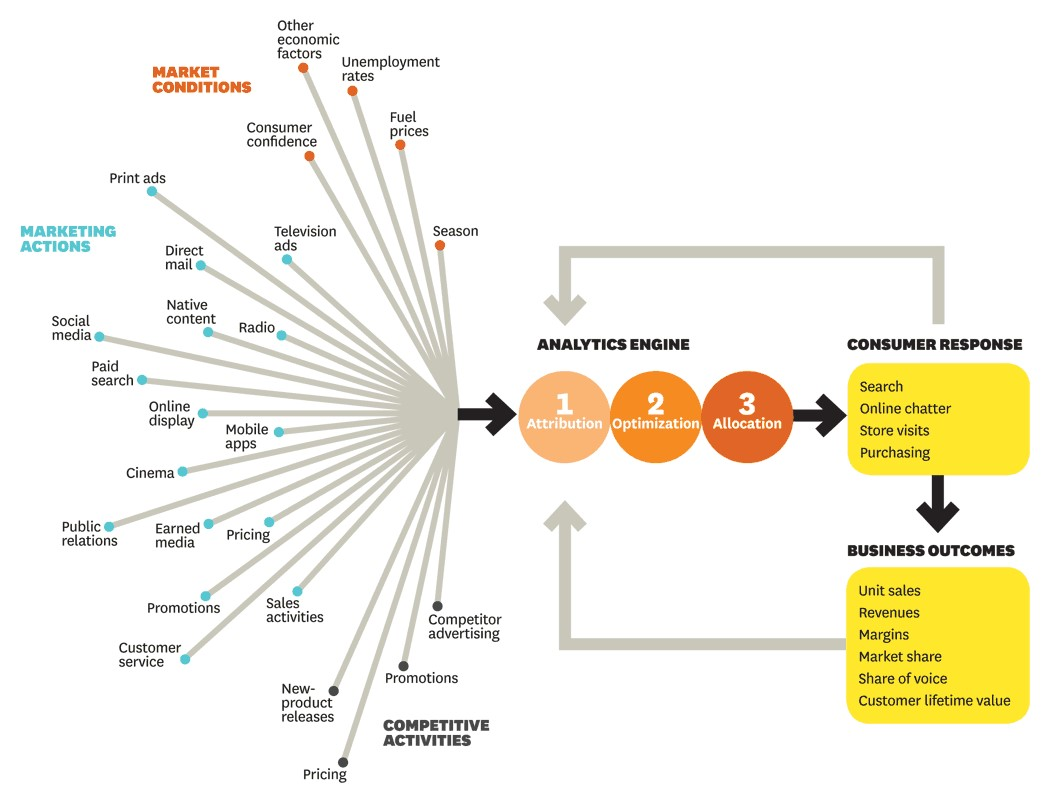 Other
economic
factors
Unemployment
rates
MARKET
CONDITIONS
Fuel
prices
Consumer
confidence
Print ads
MARKETING
ACTIONS
Television
ads
Season
Direct
mail
Native
content
Radio
Social
media
Paid
search
Online
display
Mobile
apps
Cinema
Public
relations
Earned
media
Pricing
Promotions
Sales
activities
Customer
service
Competitor
advertising
Promotions
New-
product
releases
COMPETITIVE
ACTIVITIES
Pricing
ANALYTICS ENGINE
1
Attribution
2
Optimization
3
Allocation
CONSUMER RESPONSE
Search
Online chatter
Store visits
Purchasing
BUSINESS OUTCOMES
Unit sales
Revenues
Margins
Market share
Share of voice
Customer lifetime value